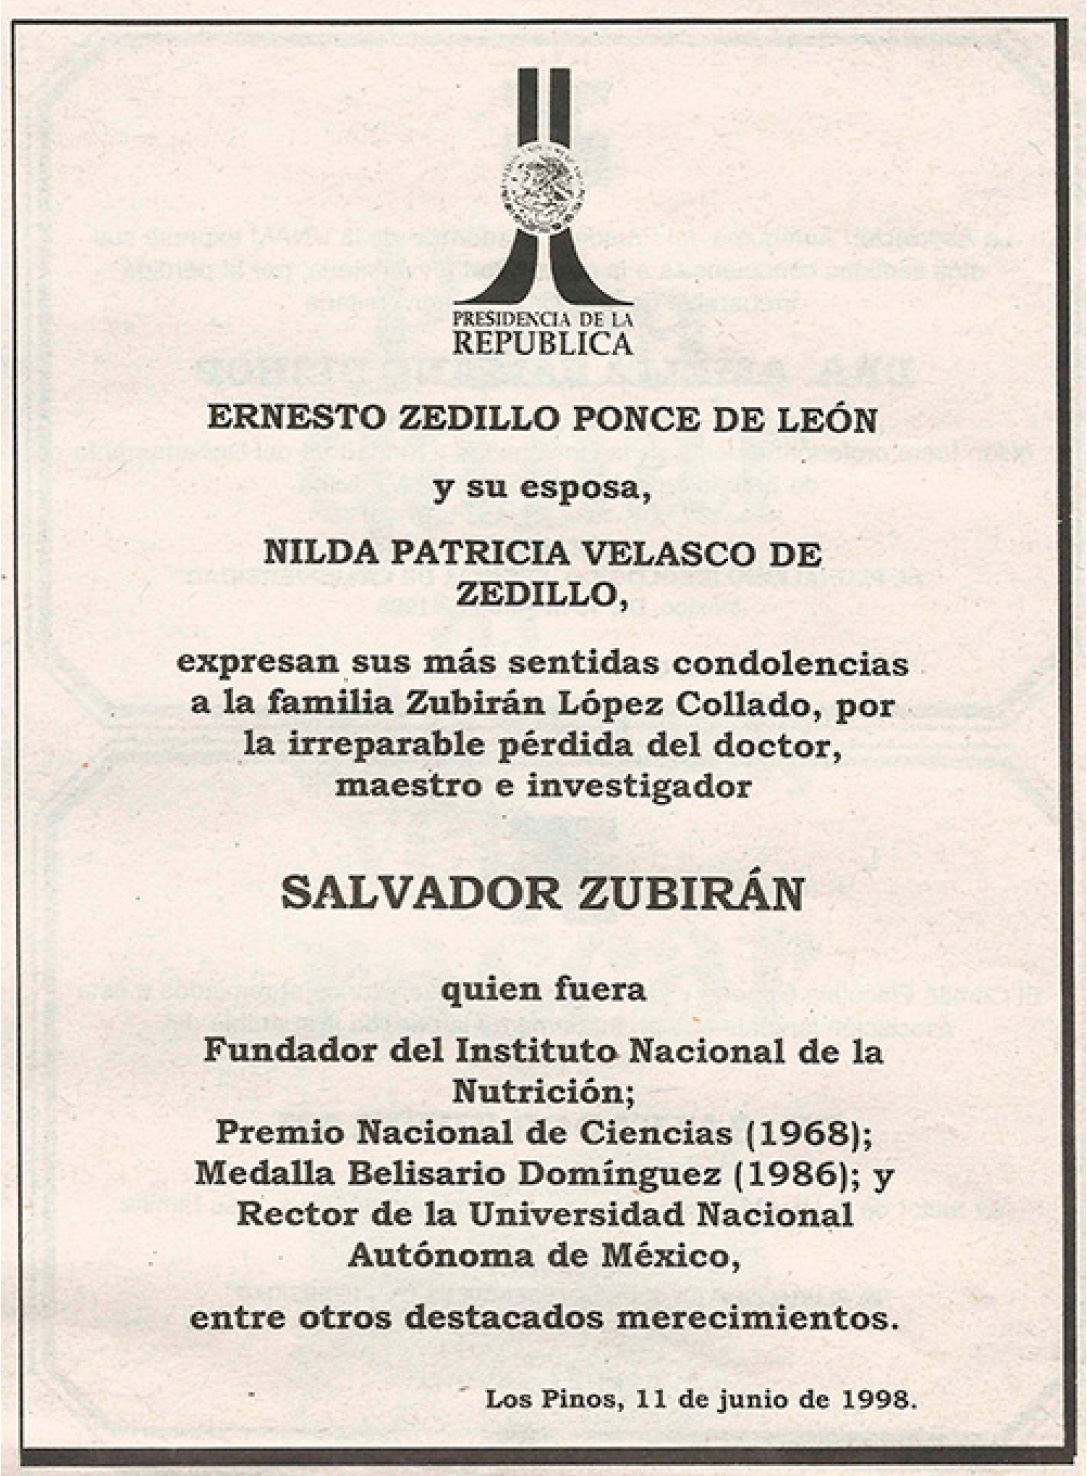 PRESIDENCIA DE LA
REPUBLICA
ERNESTO ZEDILLO PONCE DE LEÓN
y su esposa,
NILDA PATRICIA VELASCO DE
ZEDILLO,
expresan sus más sentidas condolencias
a la familia Zubirán López Collado, por
la irreparable pérdida del doctor,
maestro e investigador
SALVADOR ZUBIRÁN
quien fuera
Fundador del Instituto Nacional de la
Nutrición;
Premio Nacional de Ciencias (1968);
Medalla Belisario Domínguez (1986); y
Rector de la Universidad Nacional
Autónoma de México,
entre otros destacados merecimientos.
Los Pinos, 11 de junio de 1998.